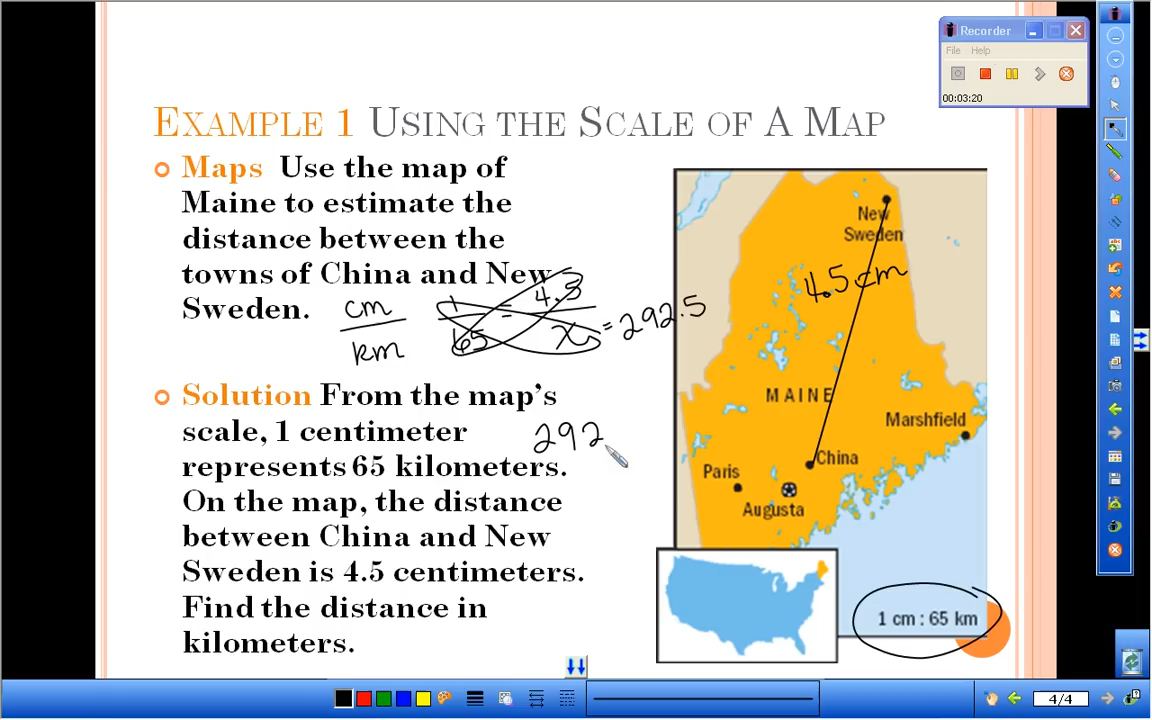 Recorder
File Help
00:03:20
EXAMPLE 1 USING THE SCALE OF A MAP
Maps Use the map of
Maine to estimate the
distance between the
towns of China and New
Sweden.
cm
km
1 = 4.5
65 = x = 292.5
Solution From the map's
scale, 1 centimeter
represents 65 kilometers.
On the map, the distance
between China and New
Sweden is 4.5 centimeters.
Find the distance in
kilometers.
292
New
Sweden
4.5 cm
MAINE
Marshfield
China
Paris
Augusta
1 cm : 65 km
4/4